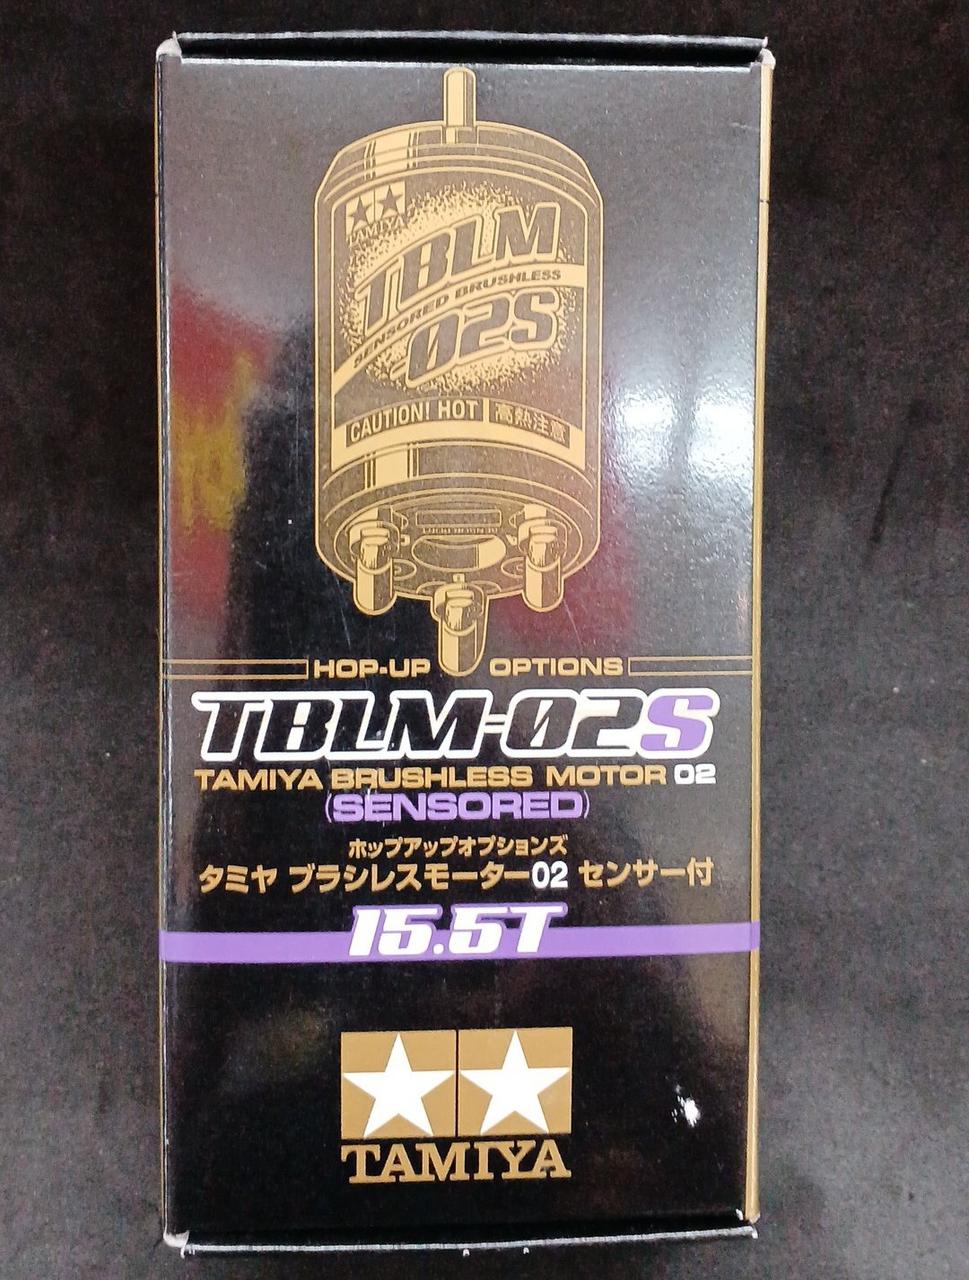 TAMIYA
TBLM
SENSORED BRUSHLESS
-02S
CAUTION! HOT 高熱注意
HOP-UP OPTIONS
TBLM-02S
TAMIYA BRUSHLESS MOTOR 02
(SENSORED)
ホップアップオプションズ
タミヤ ブラシレスモーター02 センサー付
15.5T
TAMIYA